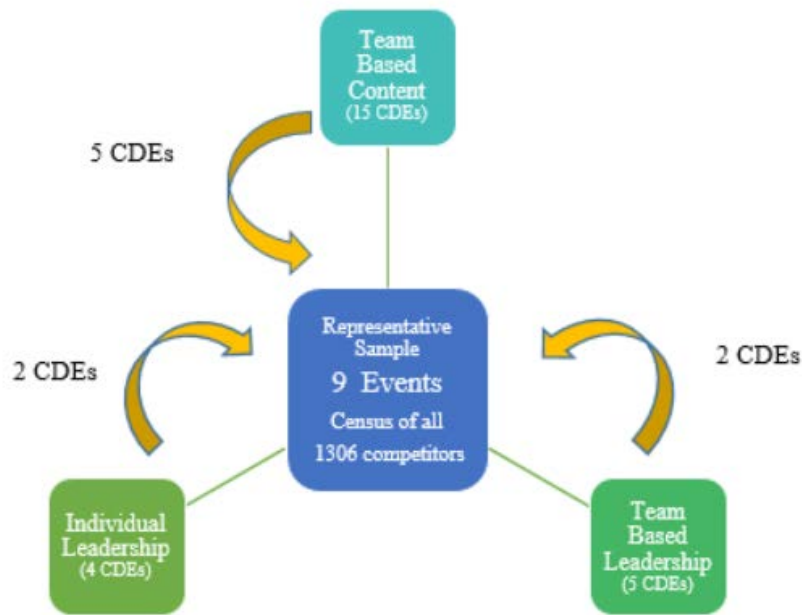 Team
Based
Content
(15 CDEs)
5 CDEs
Representative
Sample
9 Events
Census of all
1306 competitors
2 CDEs
2 CDEs
Individual
Leadership
(4 CDEs)
Team
Based
Leadership
(5 CDEs)